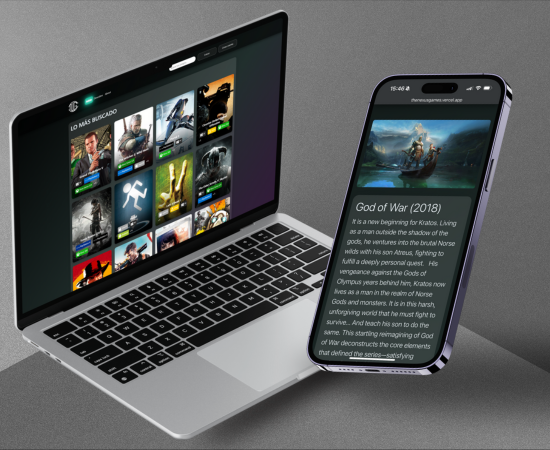 LO MÁS BUSCADO
15:46
thenexusgames.vercel.app
God of War (2018)
It is a new beginning for Kratos. Living
as a man outside the shadow of the
gods, he ventures into the brutal Norse
wilds with his son Atreus, fighting to
fulfill a deeply personal quest. His
vengeance against the Gods of
Olympus years behind him, Kratos now
lives as a man in the realm of Norse
Gods and monsters. It is in this harsh,
unforgiving world that he must fight to
survive... And teach his son to do the
same. This startling reimagining of God
of War deconstructs the core elements
that defined the series—satisfying